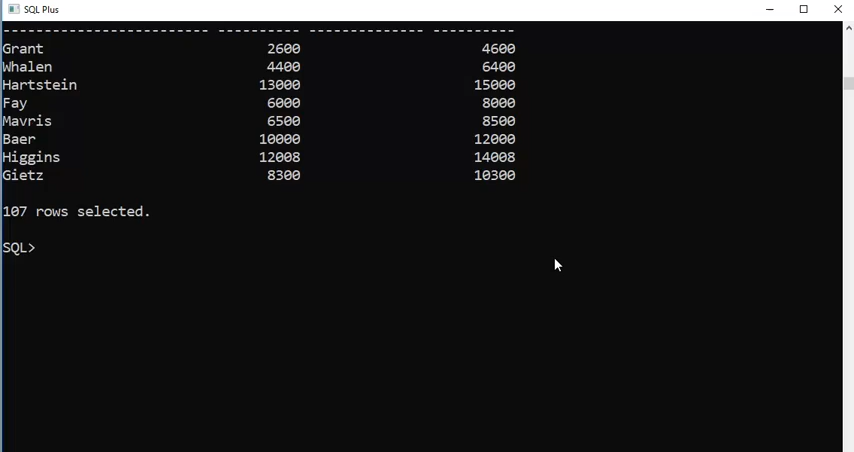 SQL Plus
-------------------------- ---------- -------------- ----------
Grant 2600 4600
Whalen 4400 6400
Hartstein 13000 15000
Fay 6000 8000
Mavris 6500 8500
Baer 10000 12000
Higgins 12008 14008
Gietz 8300 10300
107 rows selected.
SQL>